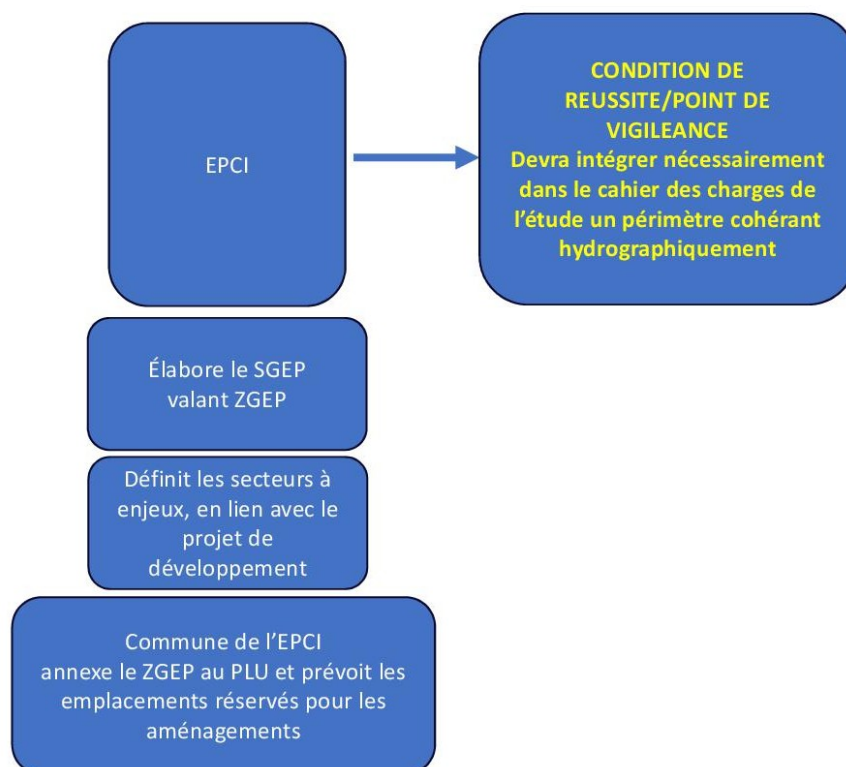 EPCI
CONDITION DE
REUSSITE/POINT DE
VIGILEANCE
Devra intégrer nécessairement
dans le cahier des charges de
l’étude un périmètre cohérant
hydrographiquement
Élabore le SGEP
valant ZGEP
Définit les secteurs à
enjeux, en lien avec le
projet de
développement
Commune de l’EPCI
annexe le ZGEP au PLU et prévoit les
emplacements réservés pour les
aménagements